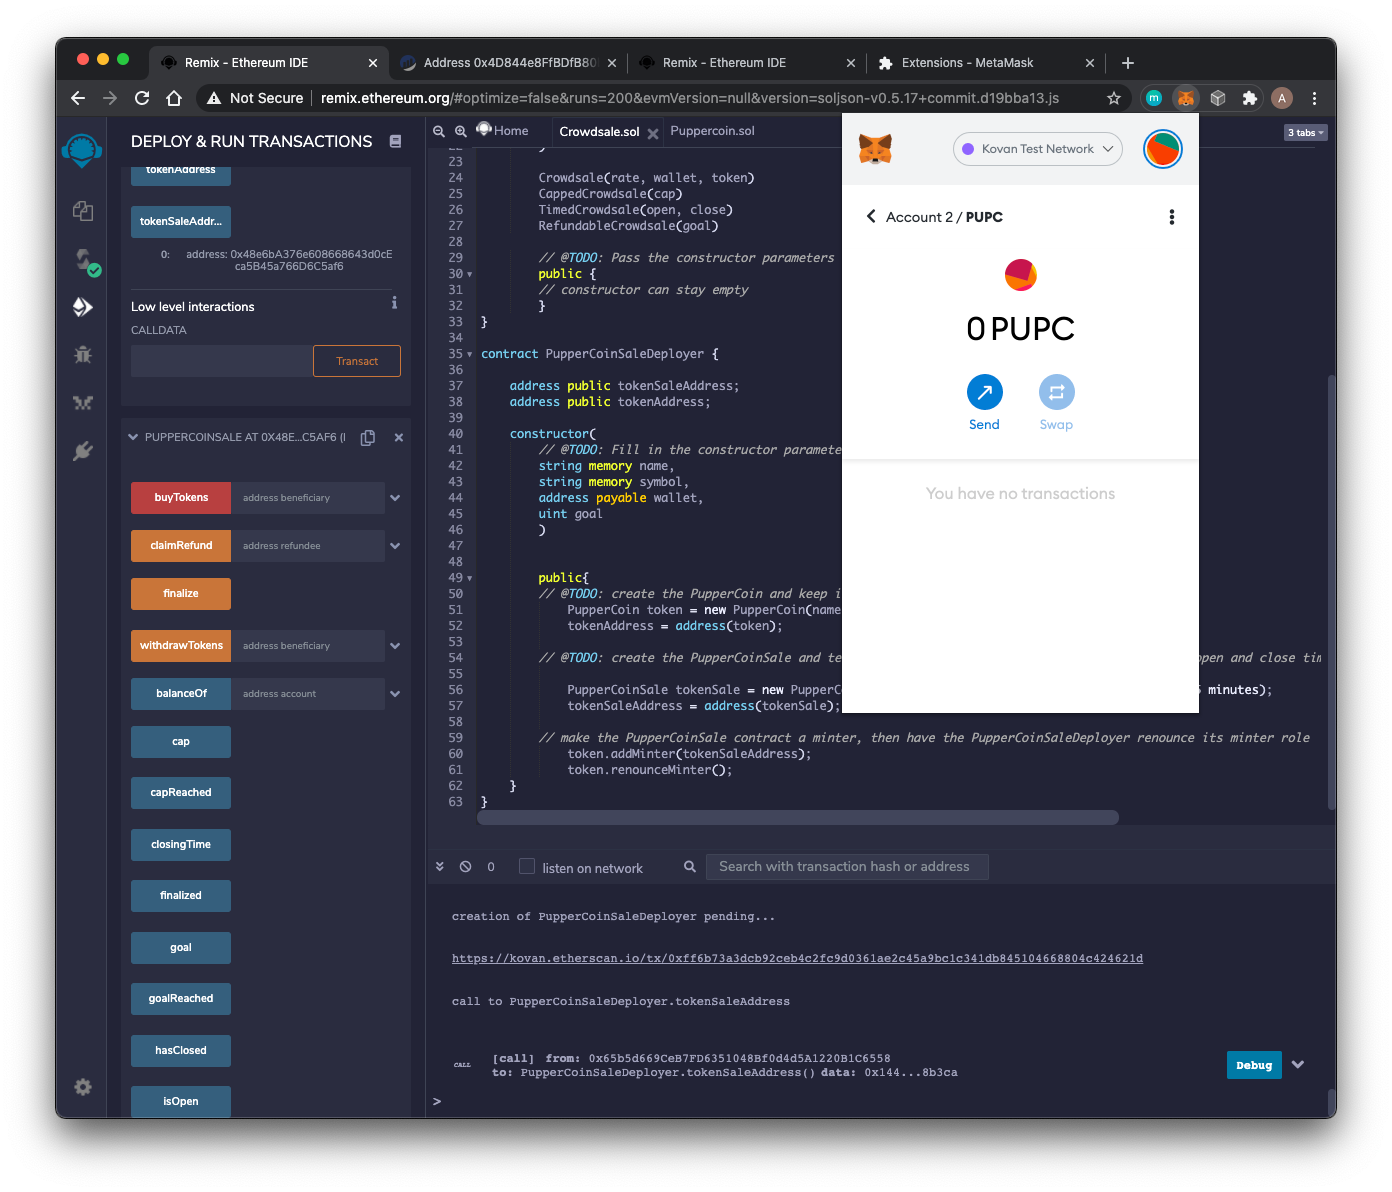 Remix - Ethereum IDE
Address 0x4D844e8FfBDfB80
Remix - Ethereum IDE
Extensions - MetaMask
Not Secure
remix.ethereum.org/#optimize=false&runs=200&evmVersion=null&version=soljson-v0.5.17+commit.d19bba13.js
m
A
DEPLOY & RUN TRANSACTIONS
tokenAddress
tokenSaleAddr...
0: address: 0x48e6bA376e608668643d0cE
ca5B45a766D6C5af6
Low level interactions
CALLDATA
Transact
PUPPERCOINSALE AT 0X48E...C5AF6 (
buyTokens address beneficiary
claimRefund address refundee
finalize
withdrawTokens address beneficiary
balanceOf address account
cap
capReached
closingTime
finalized
goal
goalReached
hasClosed
isOpen
Home
Crowdsale.sol
Puppercoin.sol
3 tabs
22 }
23
24 Crowdsale(rate, wallet, token)
25 CappedCrowdsale(cap)
26 TimedCrowdsale(open, close)
27 RefundableCrowdsale(goal)
28
29 // @TODO: Pass the constructor parameters
30 public {
31 // constructor can stay empty
32 }
33 }
34
35 contract PupperCoinSaleDeployer {
36
37 address public tokenSaleAddress;
38 address public tokenAddress;
39
40 constructor(
41 // @TODO: Fill in the constructor paramete
42 string memory name,
43 string memory symbol,
44 address payable wallet,
45 uint goal
46 )
47
48
49 public{
50 // @TODO: create the PupperCoin and keep i
51 PupperCoin token = new PupperCoin(name
52 tokenAddress = address(token);
53
54 // @TODO: create the PupperCoinSale and te open and close tim
55
56 PupperCoinSale tokenSale = new PupperC minutes);
57 tokenSaleAddress = address(tokenSale);
58
59 // make the PupperCoinSale contract a minter, then have the PupperCoinSaleDeployer renounce its minter role
60 token.addMinter(tokenSaleAddress);
61 token.renounceMinter();
62 }
63 }
Kovan Test Network
Account 2 / PUPC
0 PUPC
Send
Swap
You have no transactions
0
listen on network
Search with transaction hash or address
creation of PupperCoinSaleDeployer pending...
https://kovan.etherscan.io/tx/0xff6b73a3dcb92ceb4c2fc9d0361ae2c45a9bc1c341db845104668804c424621d
call to PupperCoinSaleDeployer.tokenSaleAddress
CALL
[call] from: 0x65b5d669CeB7FD6351048Bf0d4d5A1220B1C6558
to: PupperCoinSaleDeployer.tokenSaleAddress() data: 0x144...8b3ca
Debug
>